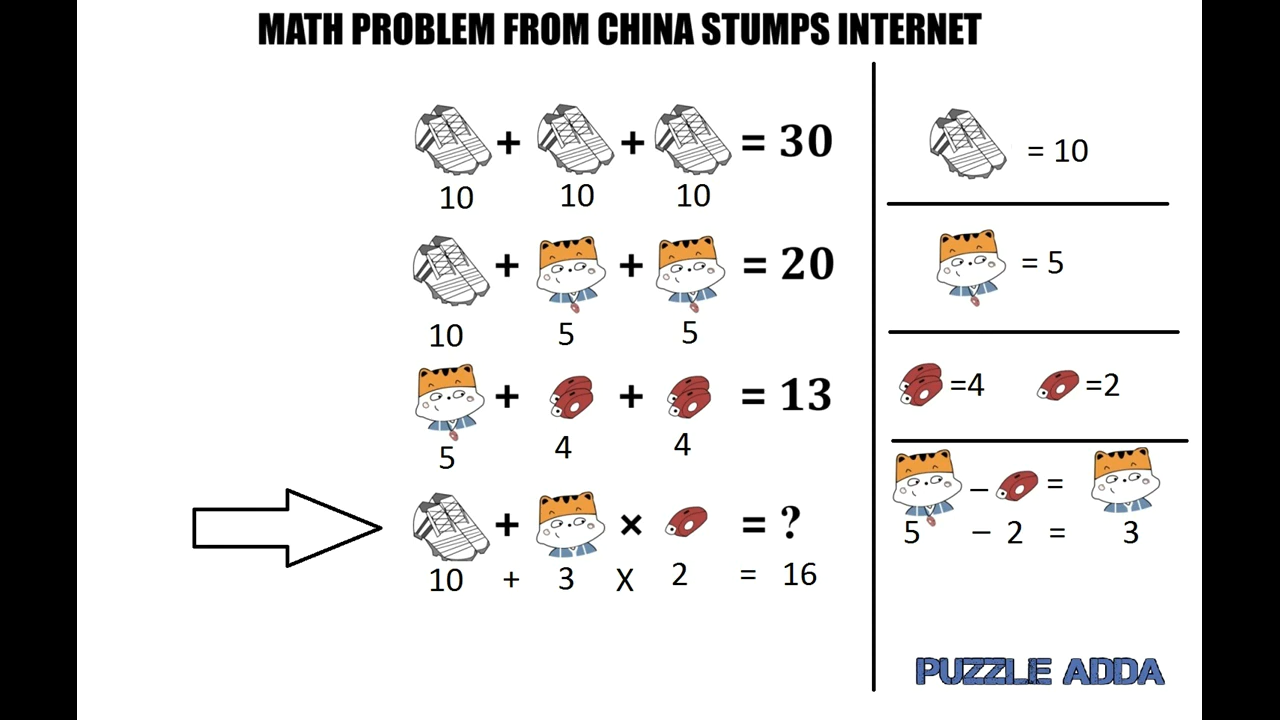 MATH PROBLEM FROM CHINA STUMPS INTERNET
+ + = 30
10 10 10
+ + = 20
10 5 5
+ + = 13
5 4 4
+ × = ?
10 + 3 X 2 = 16
= 10
= 5
=4 =2
– =
5 – 2 = 3
PUZZLE ADDA